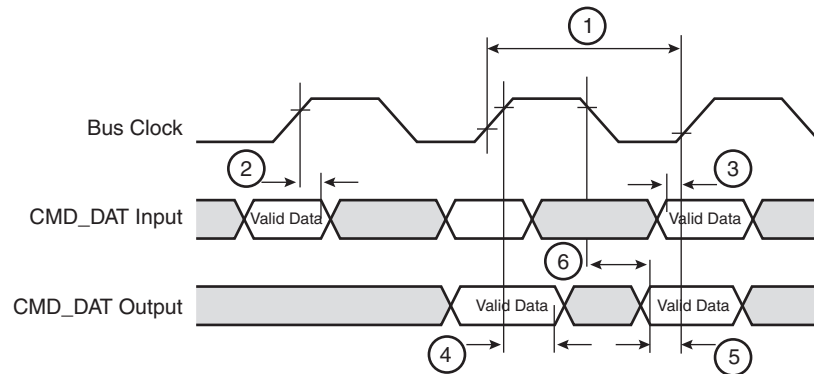 1
Bus Clock
2
3
CMD_DAT Input
Valid Data
Valid Data
6
CMD_DAT Output
Valid Data
Valid Data
4
5